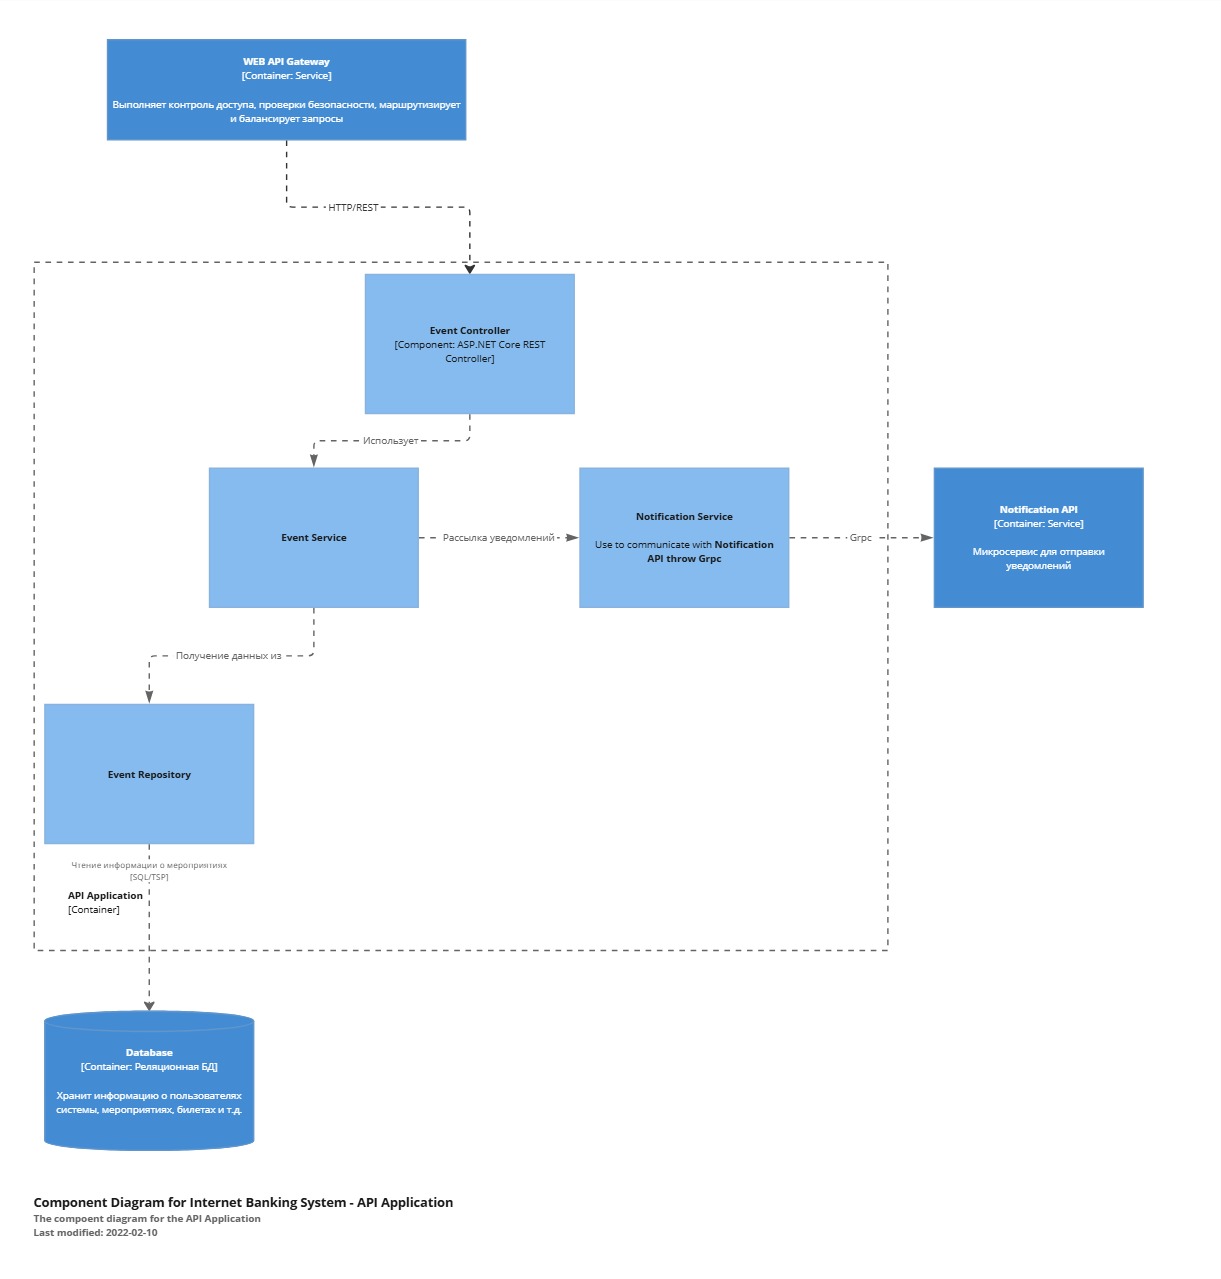 WEB API Gateway
[Container: Service]
Выполняет контроль доступа, проверки безопасности, маршрутизирует
и балансирует запросы
HTTP/REST
Event Controller
[Component: ASP.NET Core REST
Controller]
Использует
Event Service
Рассылка уведомлений
Notification Service
Use to communicate with Notification
API throw Grpc
Grpc
Notification API
[Container: Service]
Микросервис для отправки
уведомлений
Получение данных из
Event Repository
Чтение информации о мероприятиях
[SQL/TSP]
API Application
[Container]
Database
[Container: Реляционная БД]
Хранит информацию о пользователях
системы, мероприятиях, билетах и т.д.
Component Diagram for Internet Banking System - API Application
The compoent diagram for the API Application
Last modified: 2022-02-10